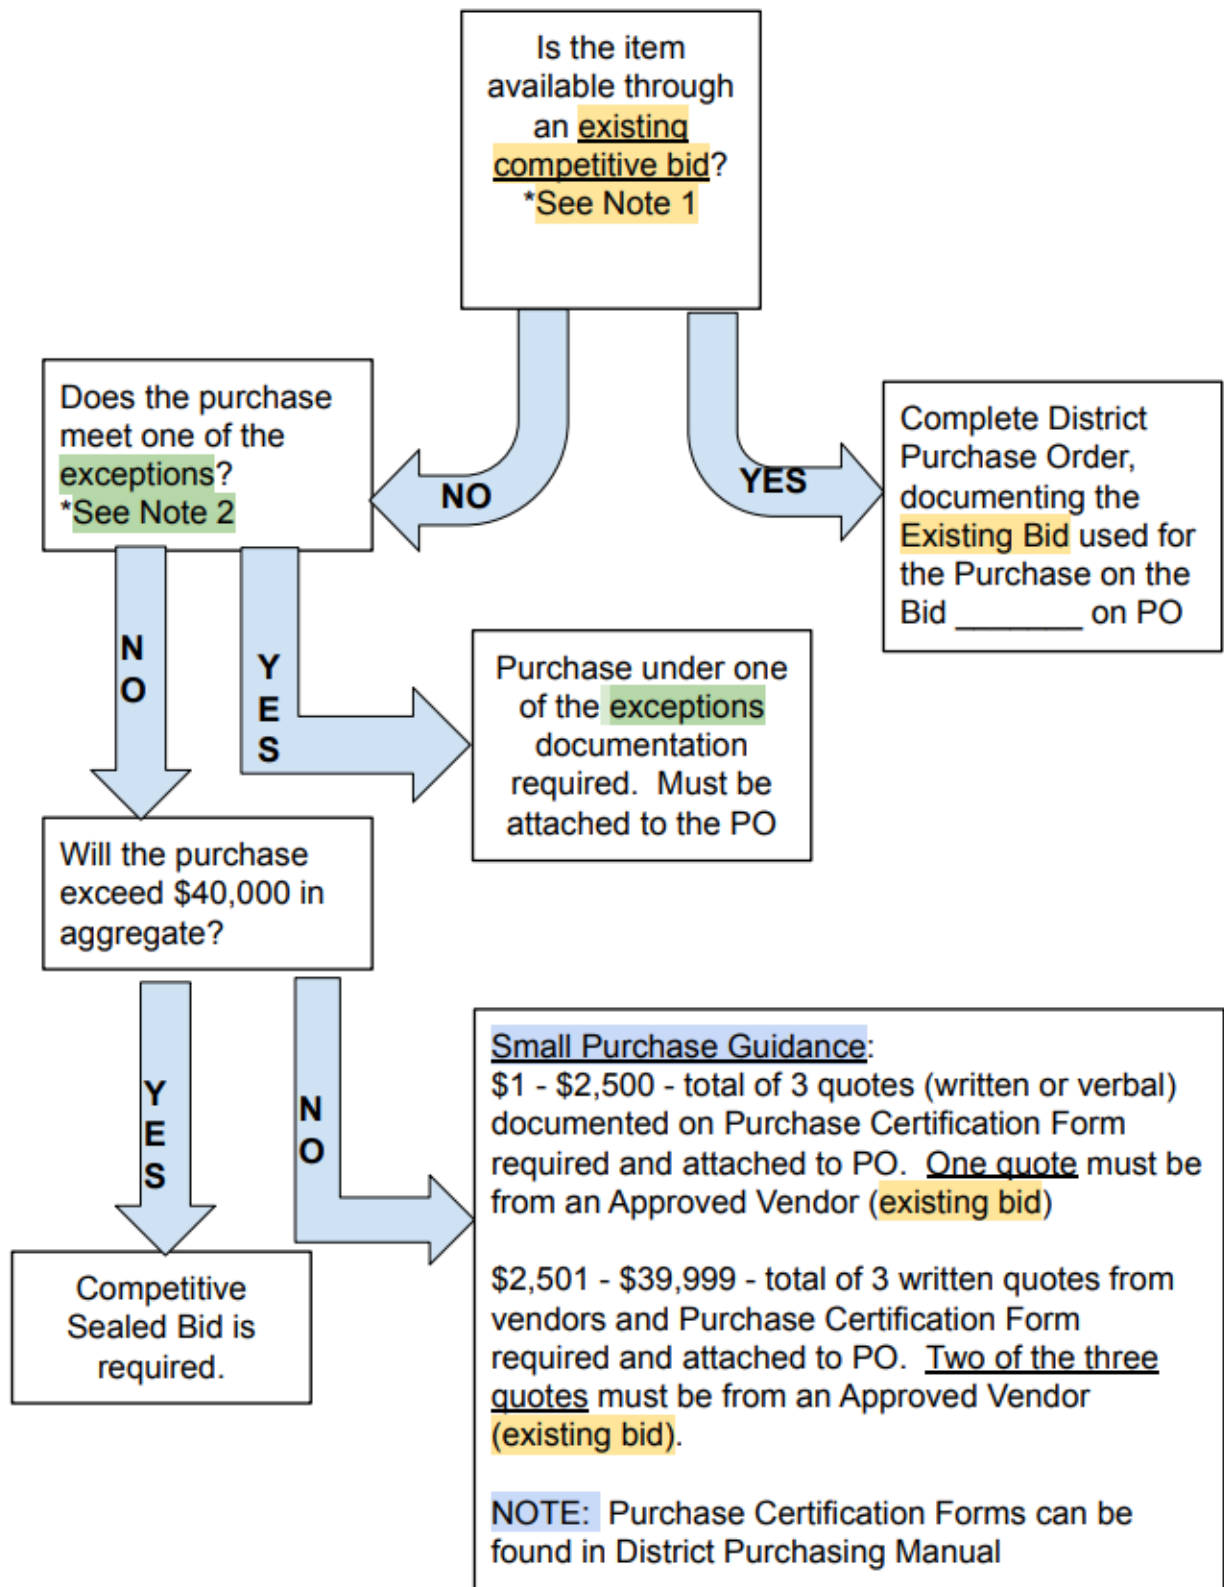 Is the item
available through
an existing
competitive bid?
*See Note 1
Does the purchase
meet one of the
exceptions?
*See Note 2
NO
YES
Complete District
Purchase Order,
documenting the
Existing Bid used for
the Purchase on the
Bid _______ on PO
NO
YES
Purchase under one
of the exceptions
documentation
required. Must be
attached to the PO
Will the purchase
exceed $40,000 in
aggregate?
YES
NO
Competitive
Sealed Bid is
required.
Small Purchase Guidance:
$1 - $2,500 - total of 3 quotes (written or verbal)
documented on Purchase Certification Form
required and attached to PO. One quote must be
from an Approved Vendor (existing bid)
$2,501 - $39,999 - total of 3 written quotes from
vendors and Purchase Certification Form
required and attached to PO. Two of the three
quotes must be from an Approved Vendor
(existing bid).
NOTE: Purchase Certification Forms can be
found in District Purchasing Manual